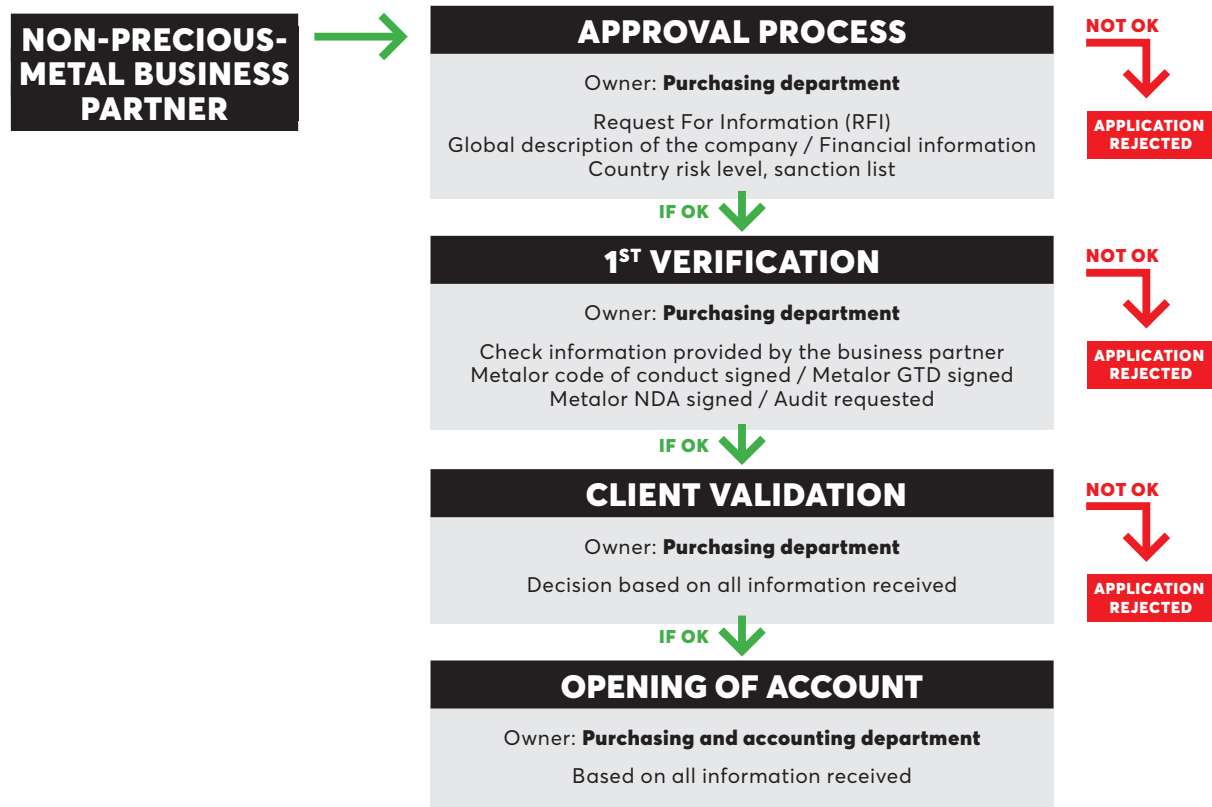 NON-PRECIOUS-
METAL BUSINESS
PARTNER
APPROVAL PROCESS
Owner: Purchasing department
Request For Information (RFI)
Global description of the company / Financial information
Country risk level, sanction list
NOT OK
APPLICATION
REJECTED
IF OK
1ST VERIFICATION
Owner: Purchasing department
Check information provided by the business partner
Metalor code of conduct signed / Metalor GTD signed
Metalor NDA signed / Audit requested
NOT OK
APPLICATION
REJECTED
IF OK
CLIENT VALIDATION
Owner: Purchasing department
Decision based on all information received
NOT OK
APPLICATION
REJECTED
IF OK
OPENING OF ACCOUNT
Owner: Purchasing and accounting department
Based on all information received